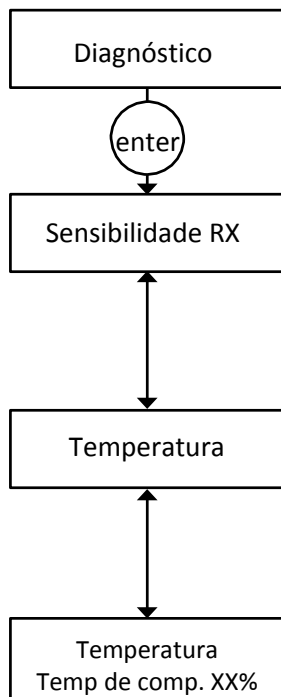 Diagnóstico
enter
Sensibilidade RX
Temperatura
Temperatura
Temp de comp. XX%